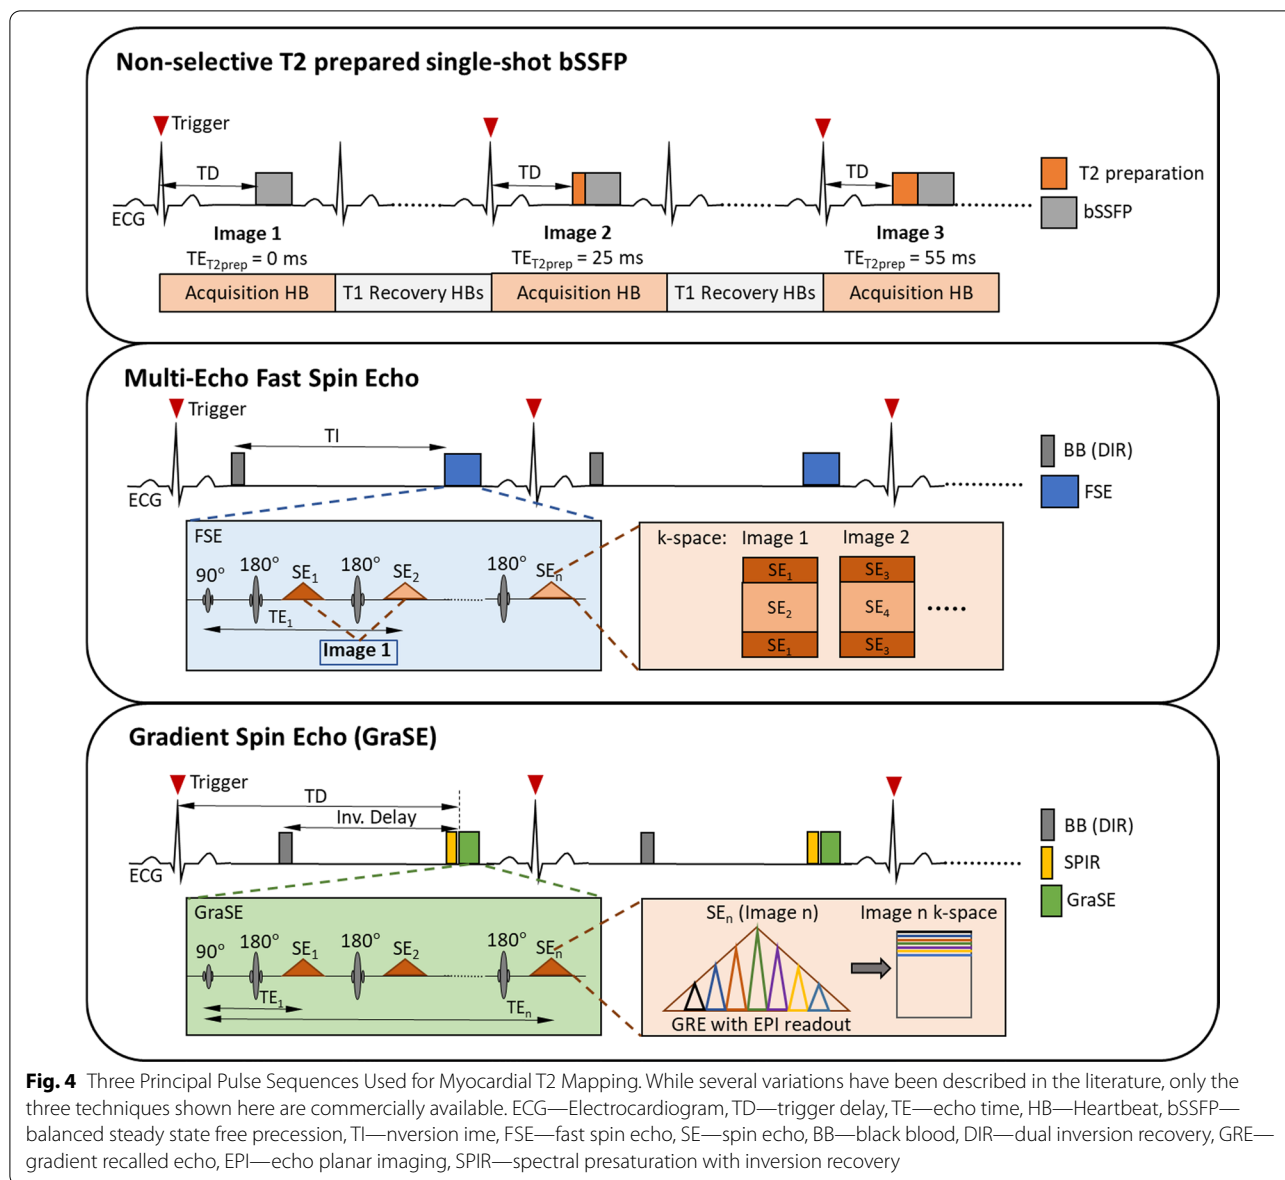 Non-selective T2 prepared single-shot bSSFP
Trigger
TD
TD
TD
T2 preparation
bSSFP
ECG
Image 1
Image 2
Image 3
TE_T2prep = 0 ms
TE_T2prep = 25 ms
TE_T2prep = 55 ms
Acquisition HB
T1 Recovery HBs
Acquisition HB
T1 Recovery HBs
Acquisition HB
Multi-Echo Fast Spin Echo
Trigger
TI
BB (DIR)
FSE
ECG
FSE
90°
180°
SE1
180°
SE2
180°
SEn
TE1
Image 1
k-space:
Image 1
Image 2
SE1
SE3
SE2
SE4
SE1
SE3
Gradient Spin Echo (GraSE)
Trigger
TD
Inv. Delay
BB (DIR)
SPIR
GraSE
ECG
GraSE
90°
180°
SE1
180°
SE2
180°
SEn
TE1
TEn
SEn (Image n)
Image n k-space
GRE with EPI readout
Fig. 4 Three Principal Pulse Sequences Used for Myocardial T2 Mapping. While several variations have been described in the literature, only the
three techniques shown here are commercially available. ECG—Electrocardiogram, TD—trigger delay, TE—echo time, HB—Heartbeat, bSSFP—
balanced steady state free precession, TI—nversion ime, FSE—fast spin echo, SE—spin echo, BB—black blood, DIR—dual inversion recovery, GRE—
gradient recalled echo, EPI—echo planar imaging, SPIR—spectral presaturation with inversion recovery